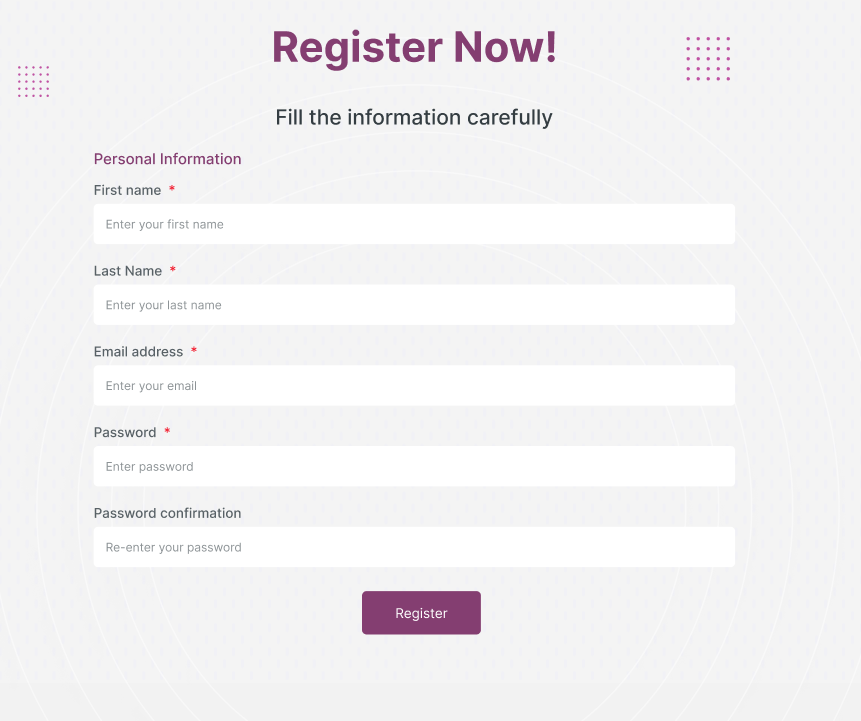 Register Now!
Fill the information carefully
Personal Information
First name *
Enter your first name
Last Name *
Enter your last name
Email address *
Enter your email
Password *
Enter password
Password confirmation
Re-enter your password
Register